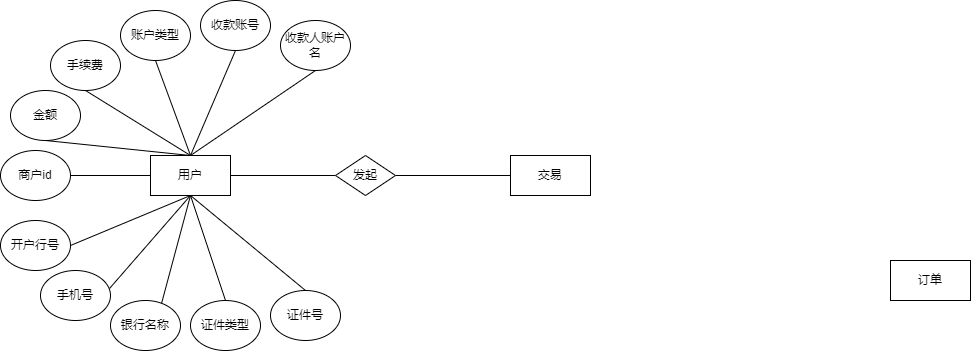 收款账号
账户类型
收款人账户
名
手续费
金额
商户id
用户
发起
交易
开户行号
订单
手机号
银行名称
证件类型
证件号